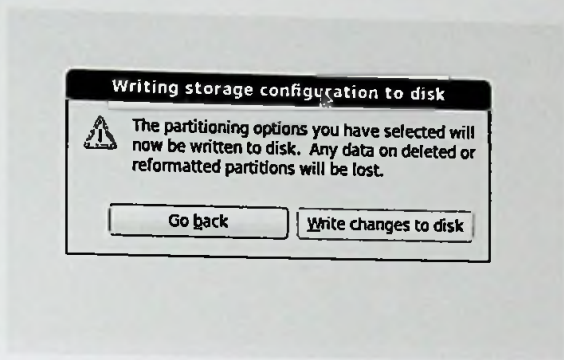 Writing storage configuration to disk
The partitioning options you have selected will
now be written to disk. Any data on deleted or
reformatted partitions will be lost.
Go back
Write changes to disk